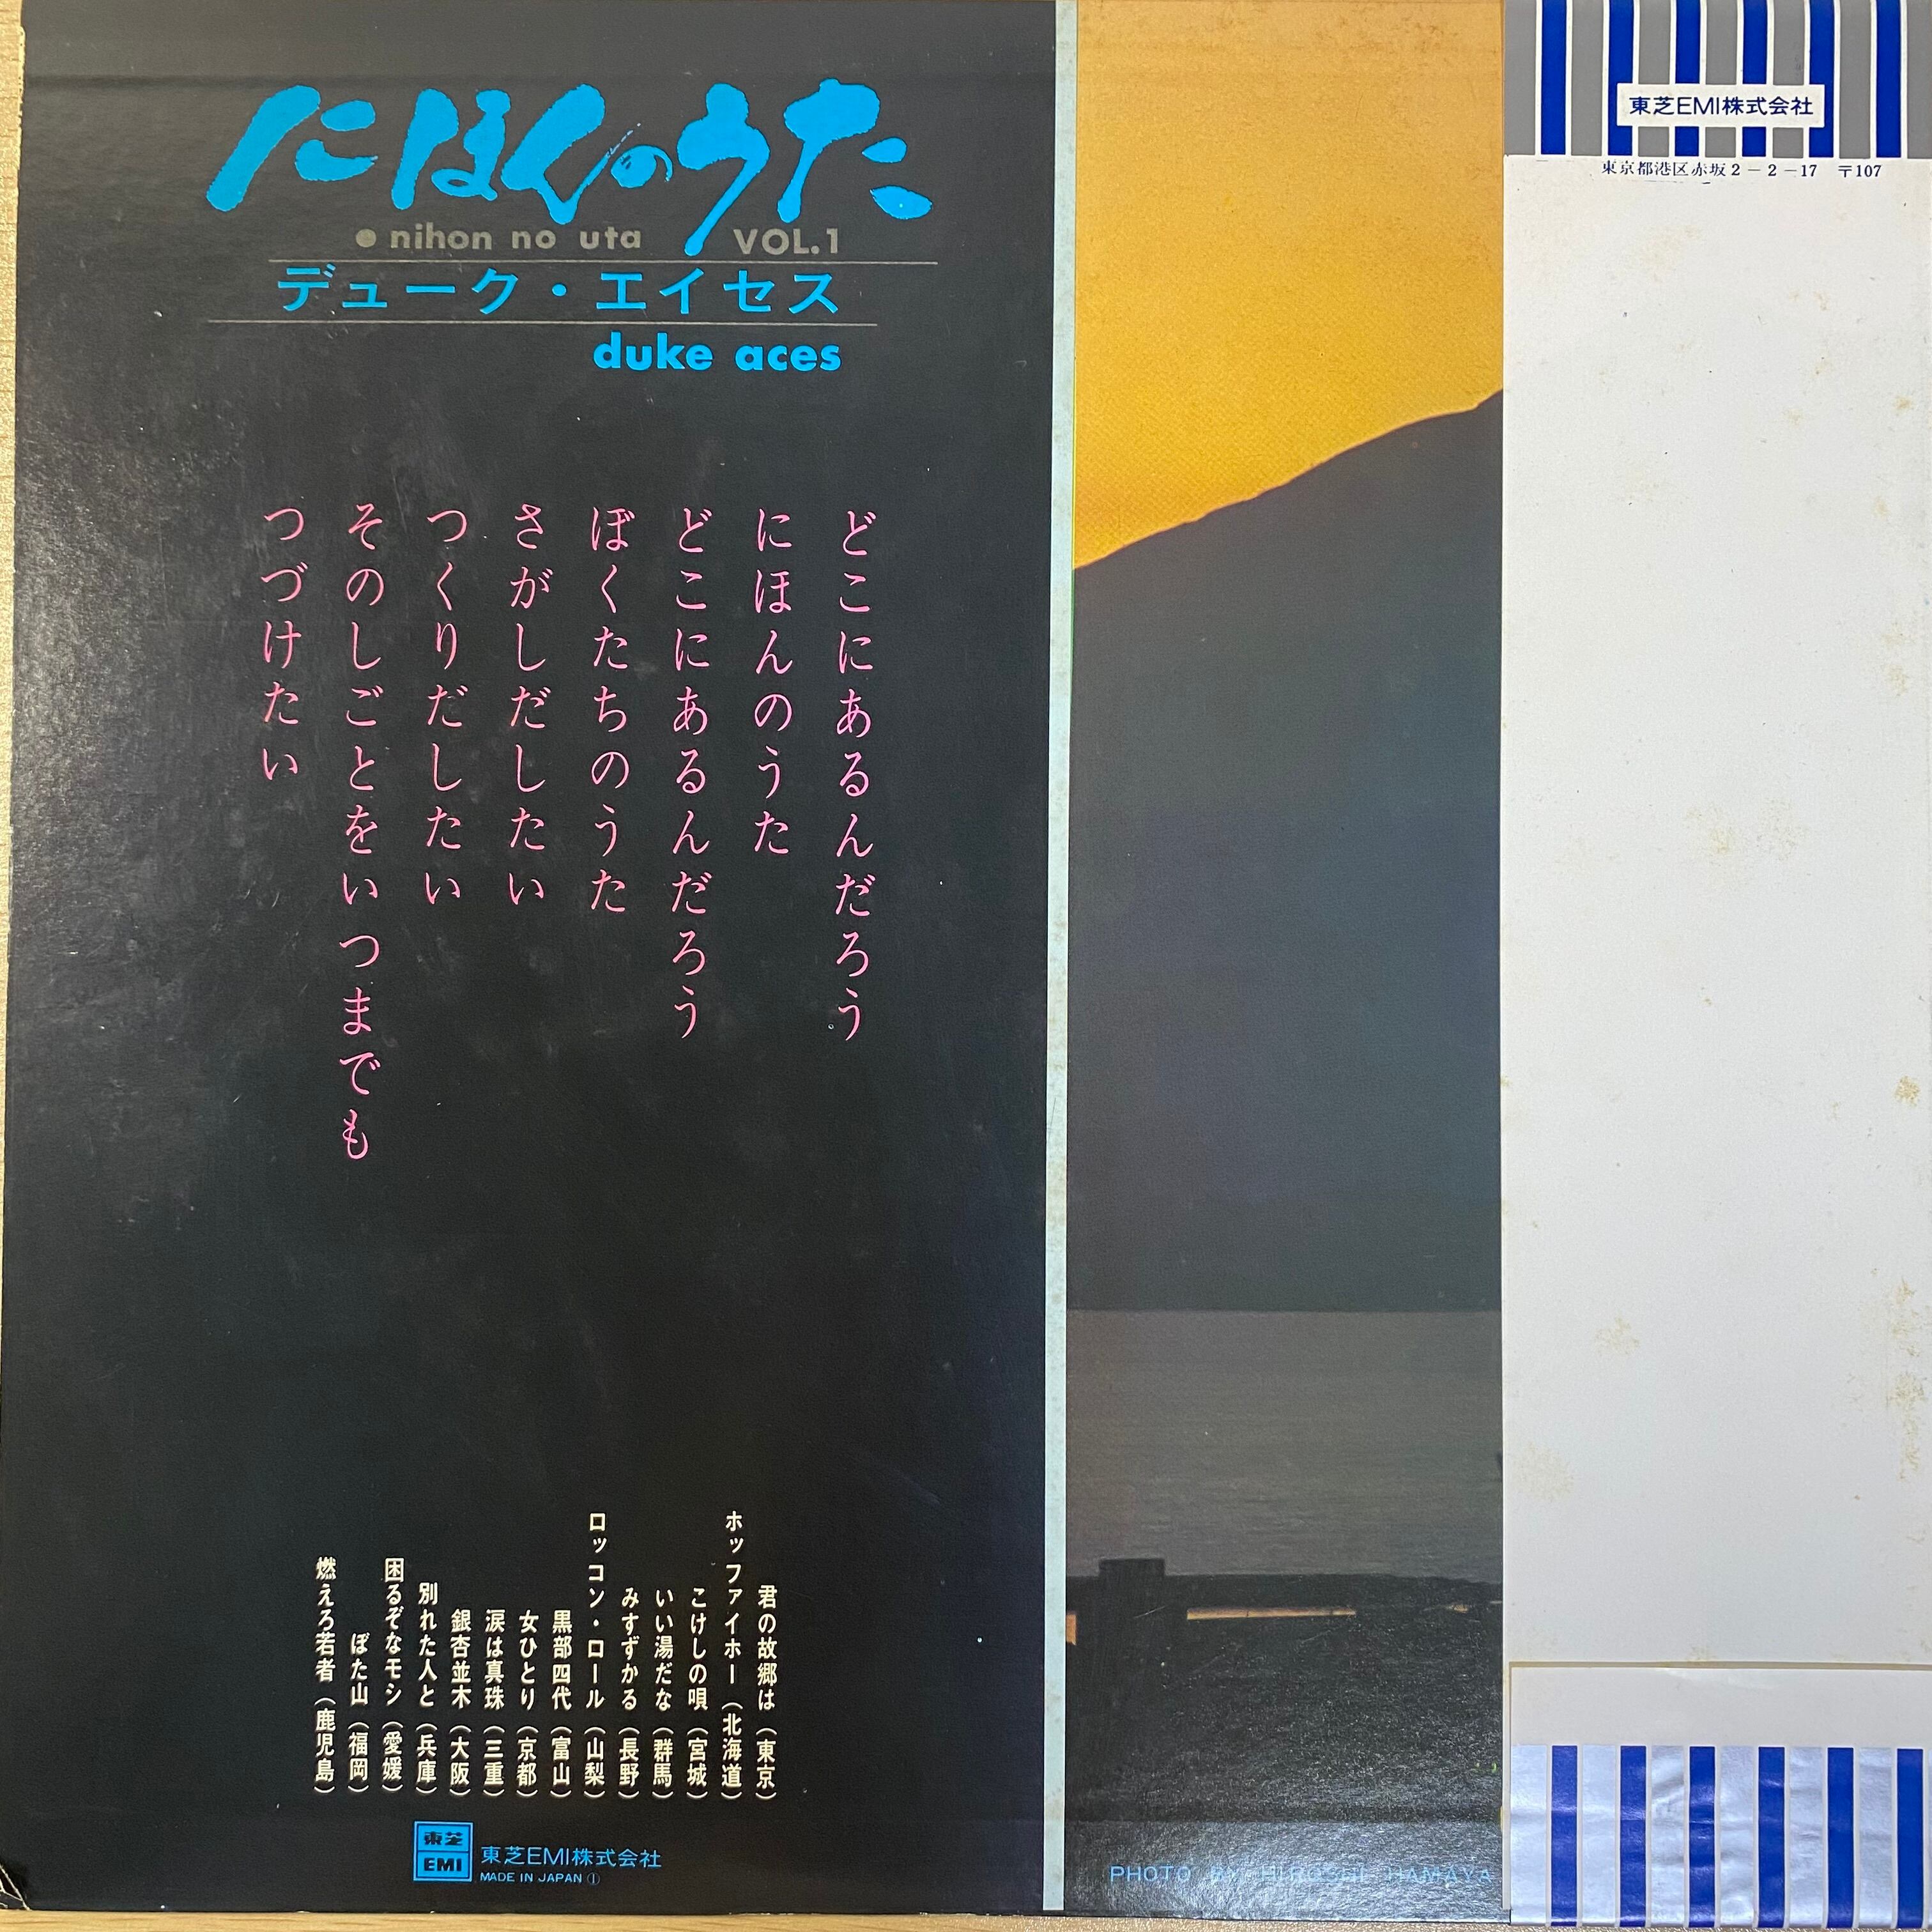 にほんのうた
●nihon no uta VOL.1
デューク・エイセス
duke aces
どこにあるんだろう
にほんのうた
どこにあるんだろう
ぼくたちのうた
さがしだしたい
つくりだしたい
そのしごとをいつまでも
つづけたい
君の故郷は(東京)
ホッファイホー(北海道)
こけしの唄(宮城)
いい湯だな(群馬)
みすずかる(長野)
ロッコン・ロール(山梨)
黒部四代(富山)
女ひとり(京都)
涙は真珠(三重)
銀杏並木(大阪)
別れた人と(兵庫)
困るぞなモシ(愛媛)
ぼた山(福岡)
燃えろ若者(鹿児島)
東芝
EMI
東芝EMI株式会社
MADE IN JAPAN ①
PHOTO BY HIROSHI HAMAYA
東芝EMI株式会社
東京都港区赤坂2-2-17 〒107